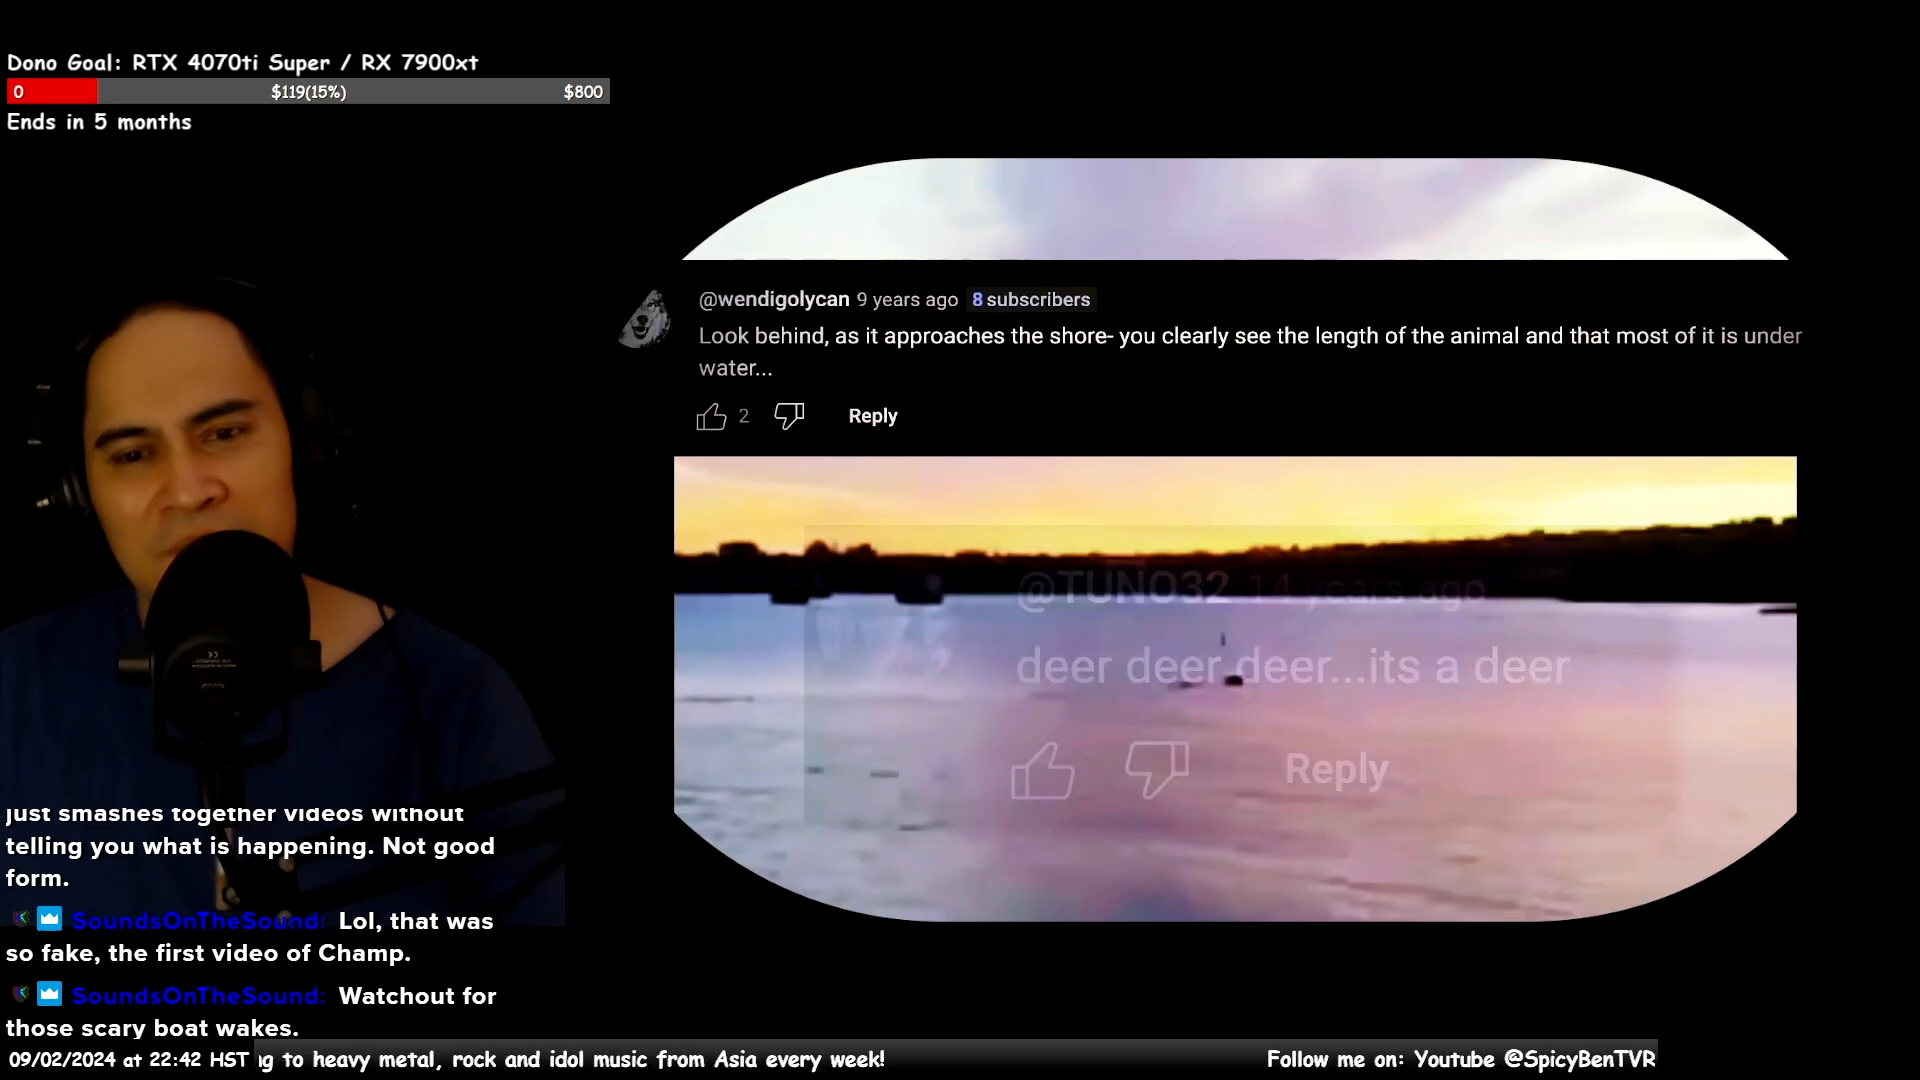 Dono Goal: RTX 4070ti Super / RX 7900xt
0 $119(15%) $800
Ends in 5 months
@wendigolycan 9 years ago 8 subscribers
Look behind, as it approaches the shore- you clearly see the length of the animal and that most of it is under
water...
2 Reply
@TUNO32 14 years ago
deer deer deer...its a deer
Reply
just smashes together videos without
telling you what is happening. Not good
form.
SoundsOnTheSound: Lol, that was
so fake, the first video of Champ.
SoundsOnTheSound: Watchout for
those scary boat wakes.
09/02/2024 at 22:42 HST g to heavy metal, rock and idol music from Asia every week! Follow me on: Youtube @SpicyBenTVR